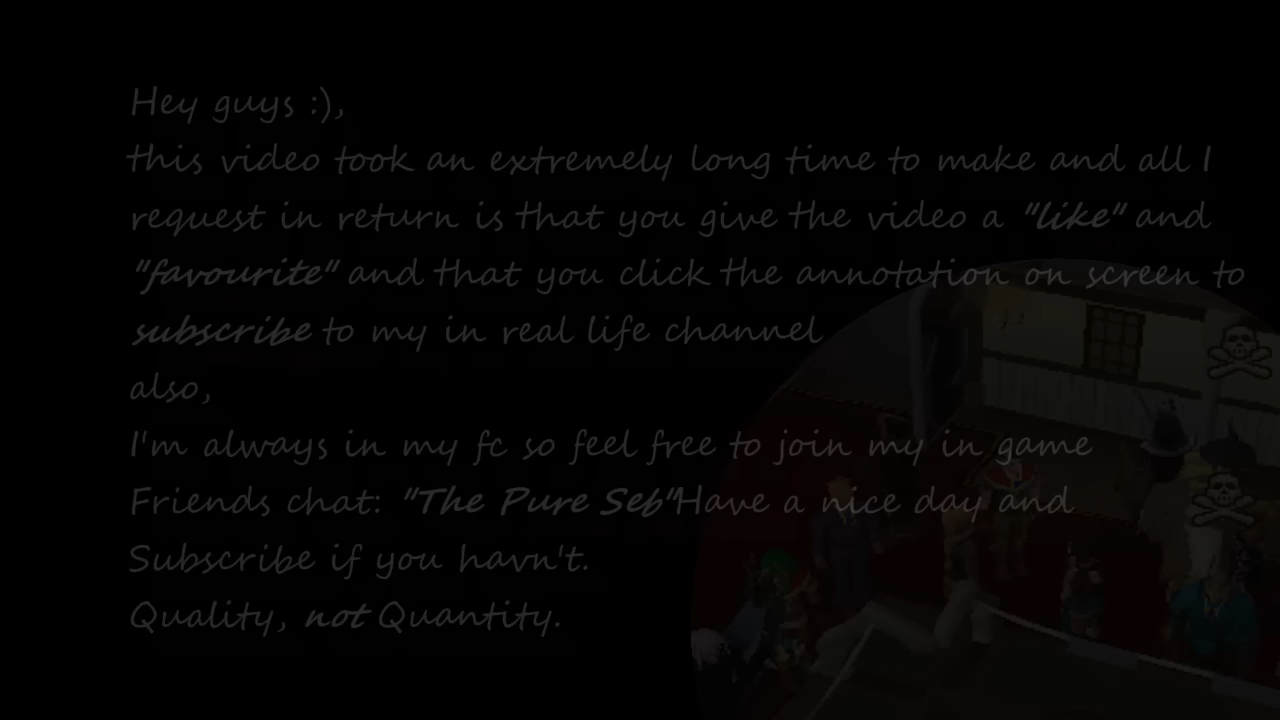 Hey guys :),
this video took an extremely long time to make and all I
request in return is that you give the video a "like" and
"favourite" and that you click the annotation on screen to
subscribe to my in real life channel
also,
I'm always in my fc so feel free to join my in game
Friends chat: "The Pure Seb"Have a nice day and
Subscribe if you havn't.
Quality, not Quantity.